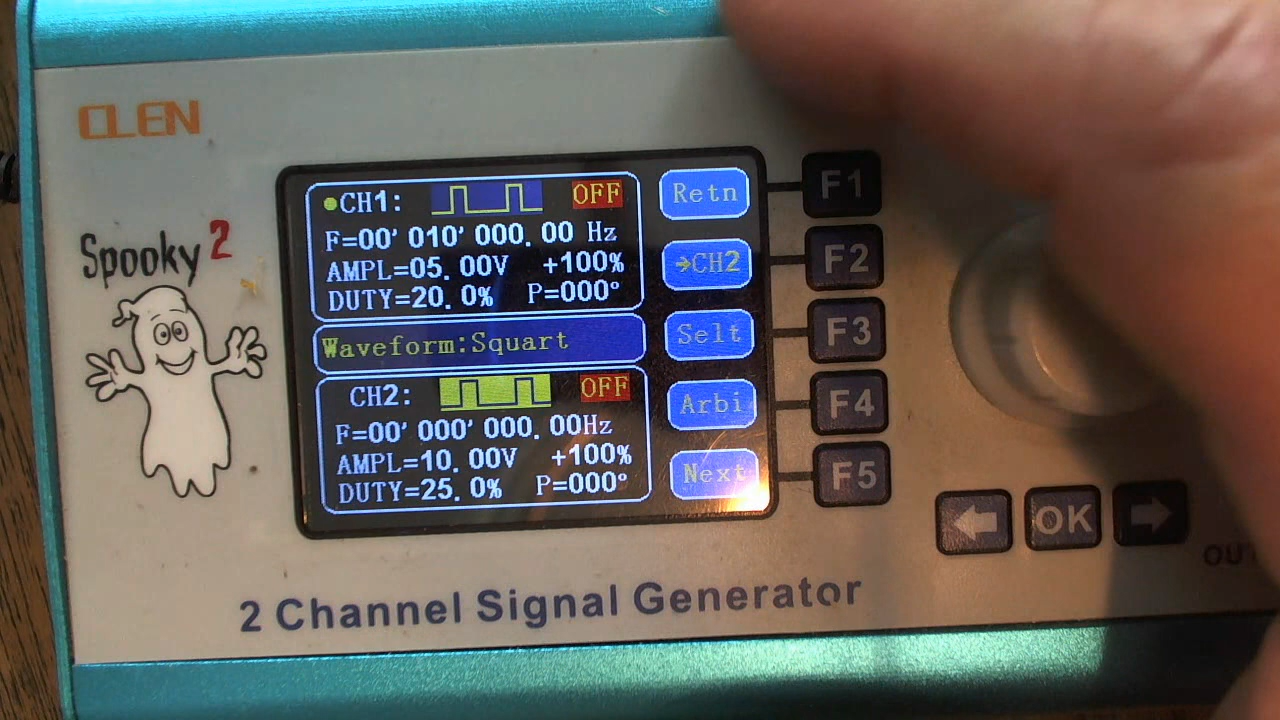 CLEN
Spooky 2
CH1: OFF
F=00' 010' 000. 00 Hz
AMPL=05. 00V +100%
DUTY=20. 0% P=000°
Waveform:Squart
CH2: OFF
F=00' 000' 000. 00Hz
AMPL=10. 00V +100%
DUTY=25. 0% P=000°
Retn
→CH2
Selt
Arbi
Next
F1
F2
F3
F4
F5
OK
2 Channel Signal Generator